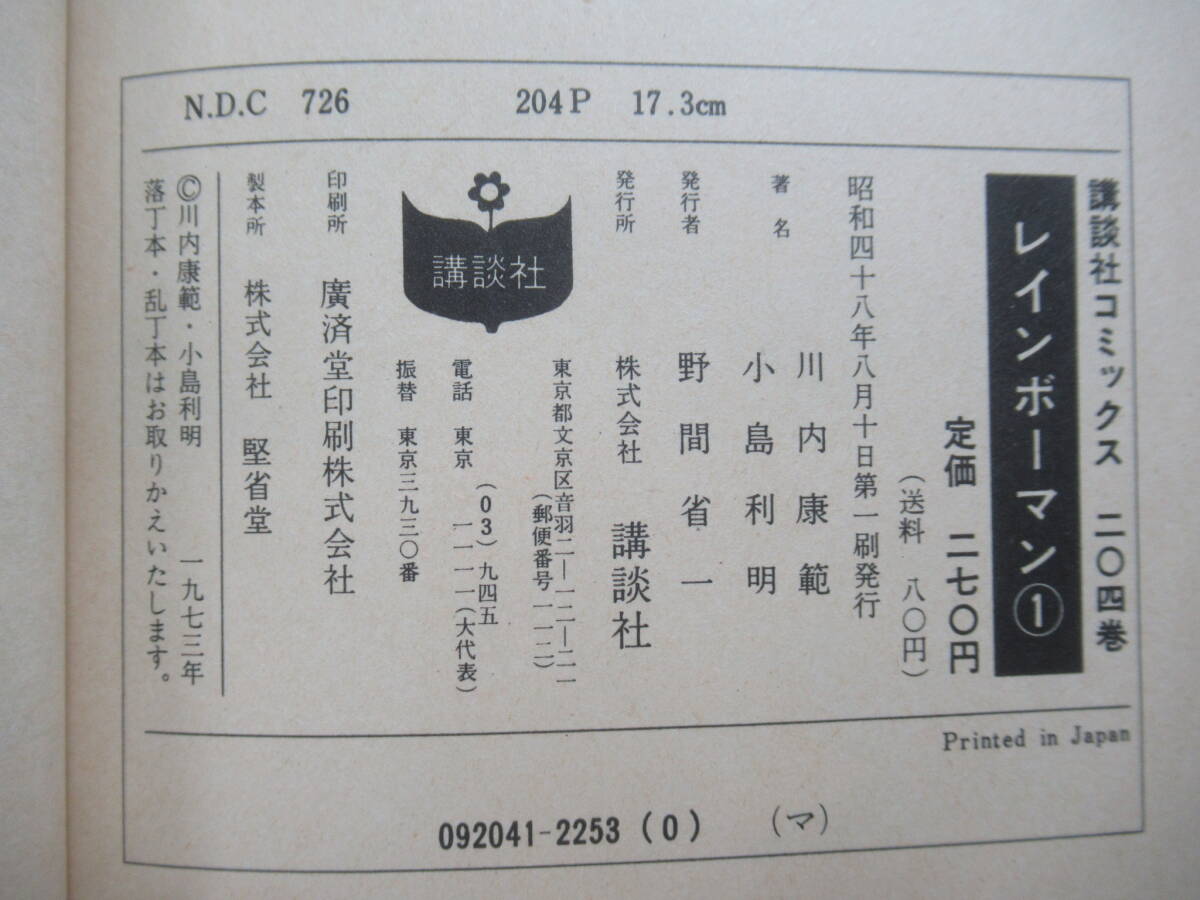 N.D.C 726 204P 17.3cm
講談社コミックス 二〇四巻
レインボーマン①
定価 二七〇円
(送料 八〇円)
昭和四十八年八月十日第一刷発行
著名
川内康範
小島利明
発行者 野間省一
発行所 株式会社 講談社
東京都文京区音羽二—一二—二一
(郵便番号一一二)
電話 東京 (03)九四五
一一一一(大代表)
振替 東京三九三〇番
講談社
印刷所 廣済堂印刷株式会社
製本所 株式会社 堅省堂
©川内康範・小島利明 一九七三年
落丁本・乱丁本はお取りかえいたします。
Printed in Japan
092041-2253(0) (マ)